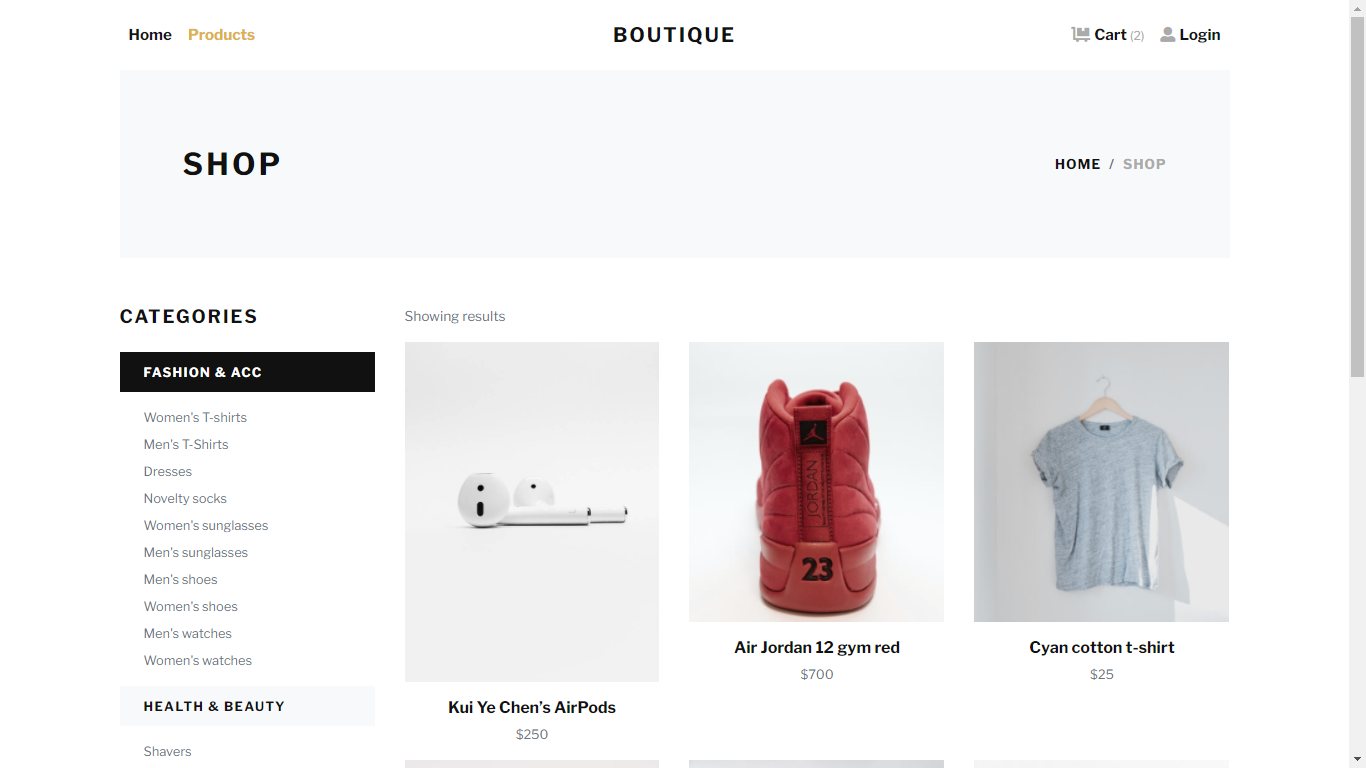 Home Products BOUTIQUE Cart (2) Login
SHOP
HOME / SHOP
CATEGORIES
FASHION & ACC
Women's T-shirts
Men's T-Shirts
Dresses
Novelty socks
Women's sunglasses
Men's sunglasses
Men's shoes
Women's shoes
Men's watches
Women's watches
HEALTH & BEAUTY
Shavers
Showing results
Kui Ye Chen’s AirPods
$250
JORDAN
23
Air Jordan 12 gym red
$700
Cyan cotton t-shirt
$25